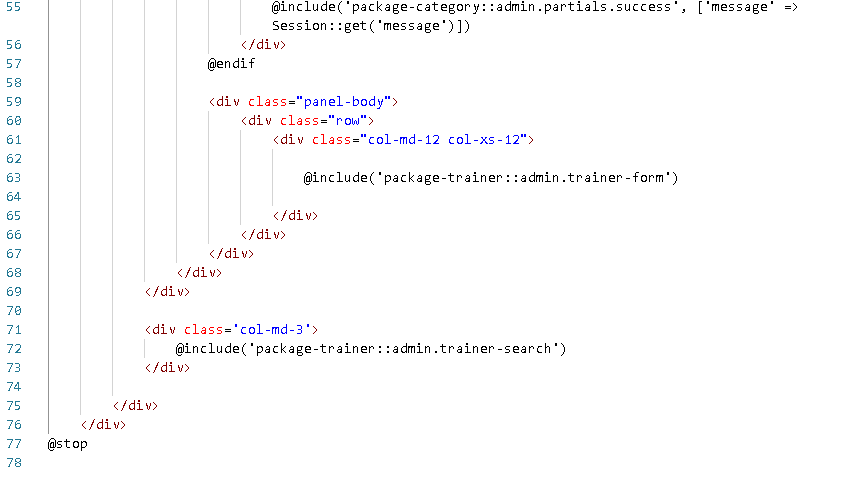 55 @include('package-category::admin.partials.success', ['message' =>
Session::get('message')])
56 </div>
57 @endif
58
59 <div class="panel-body">
60 <div class="row">
61 <div class="col-md-12 col-xs-12">
62
63 @include('package-trainer::admin.trainer-form')
64
65 </div>
66 </div>
67 </div>
68 </div>
69 </div>
70
71 <div class='col-md-3'>
72 @include('package-trainer::admin.trainer-search')
73 </div>
74
75 </div>
76 </div>
77 @stop
78